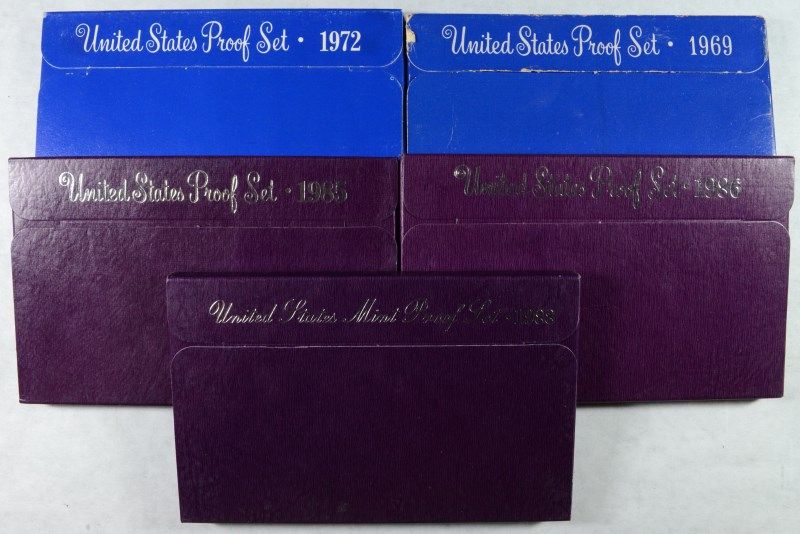 United States Proof Set · 1972
United States Proof Set · 1969
United States Proof Set · 1985
United States Proof Set · 1986
United States Mint Proof Set · 1988